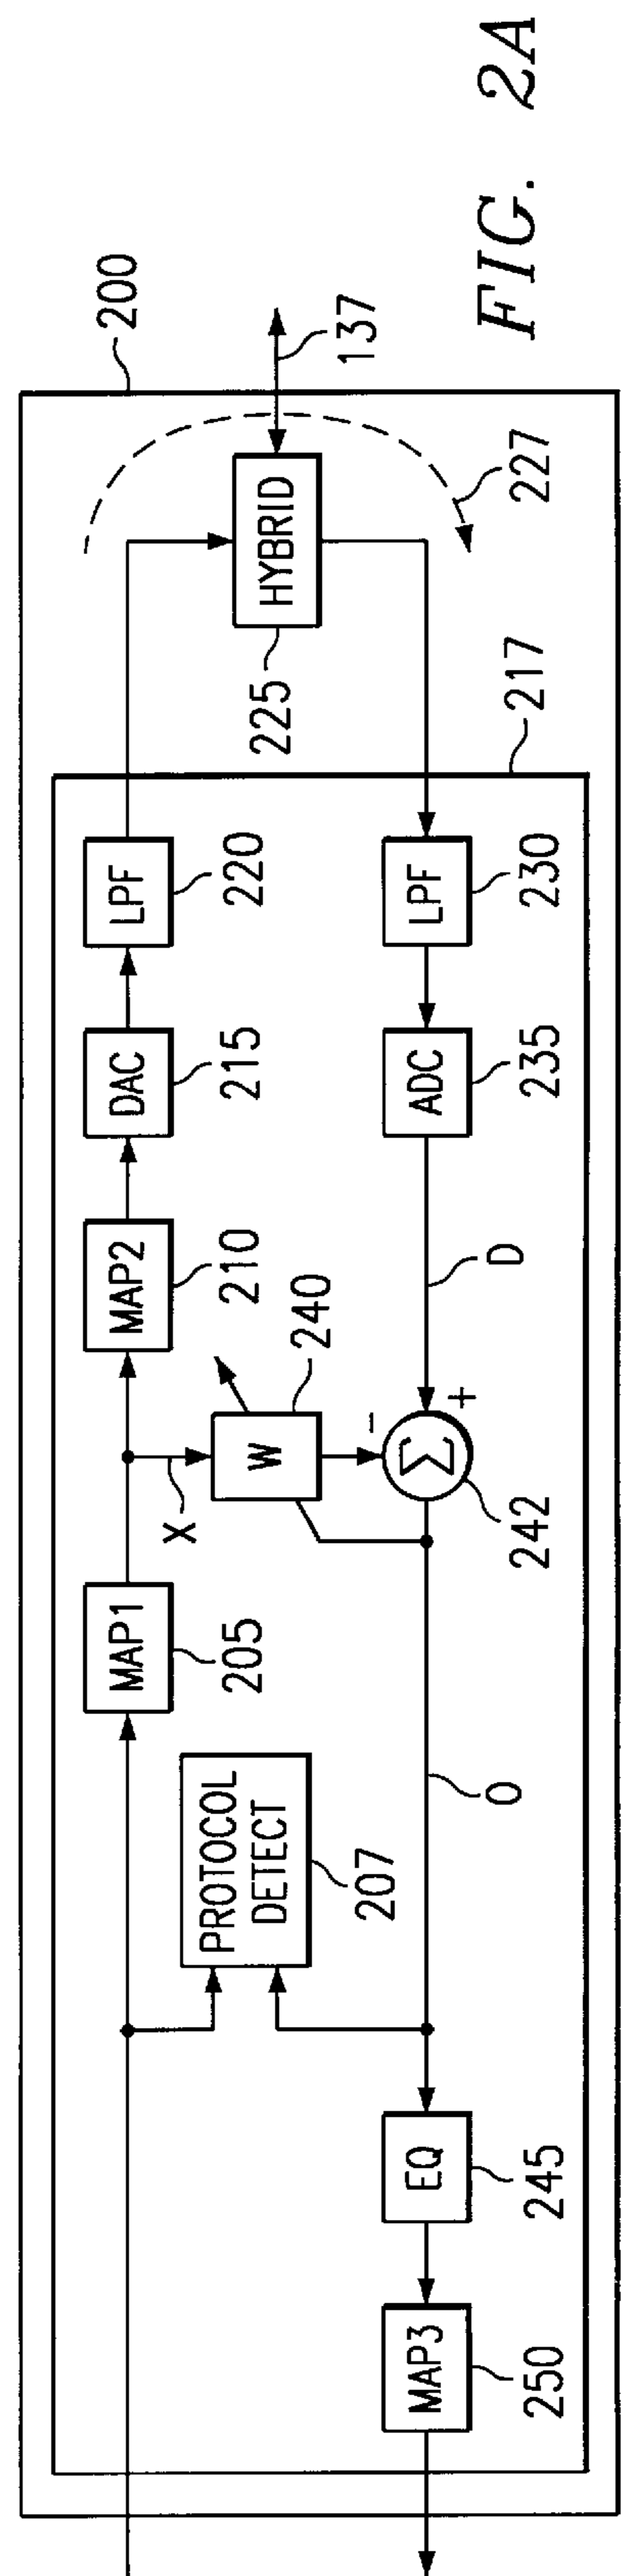 200
MAP1
205
X
MAP2
210
DAC
215
LPF
220
PROTOCOL
DETECT
207
W
240
HYBRID
225
137
227
MAP3
250
EQ
245
O
Σ
−
+
242
D
ADC
235
LPF
230
217
FIG. 2A